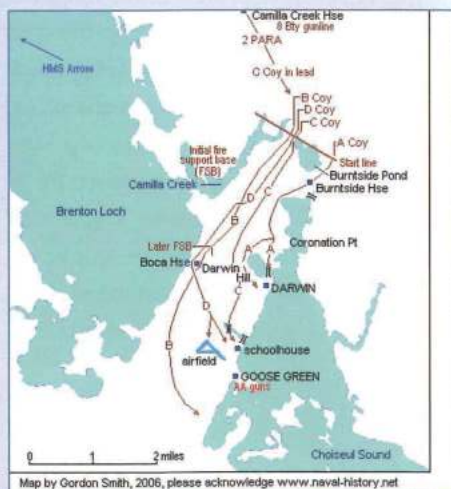 Camilla Creek Hse
8 Bty gunline
2 PARA
HMS Arrow
C Coy in lead
B Coy
D Coy
C Coy
A Coy
Start line
Initial fire
support base
(FSB)
Burntside Pond
Burntside Hse
Camilla Creek
D
C
B
Brenton Loch
Coronation Pt
Later FSB
A
A
Boca Hse
Darwin
Hill
DARWIN
C
D
B
schoolhouse
airfield
GOOSE GREEN
AA guns
0 1 2 miles
Choiseul Sound
Map by Gordon Smith, 2006, please acknowledge www.naval-history.net